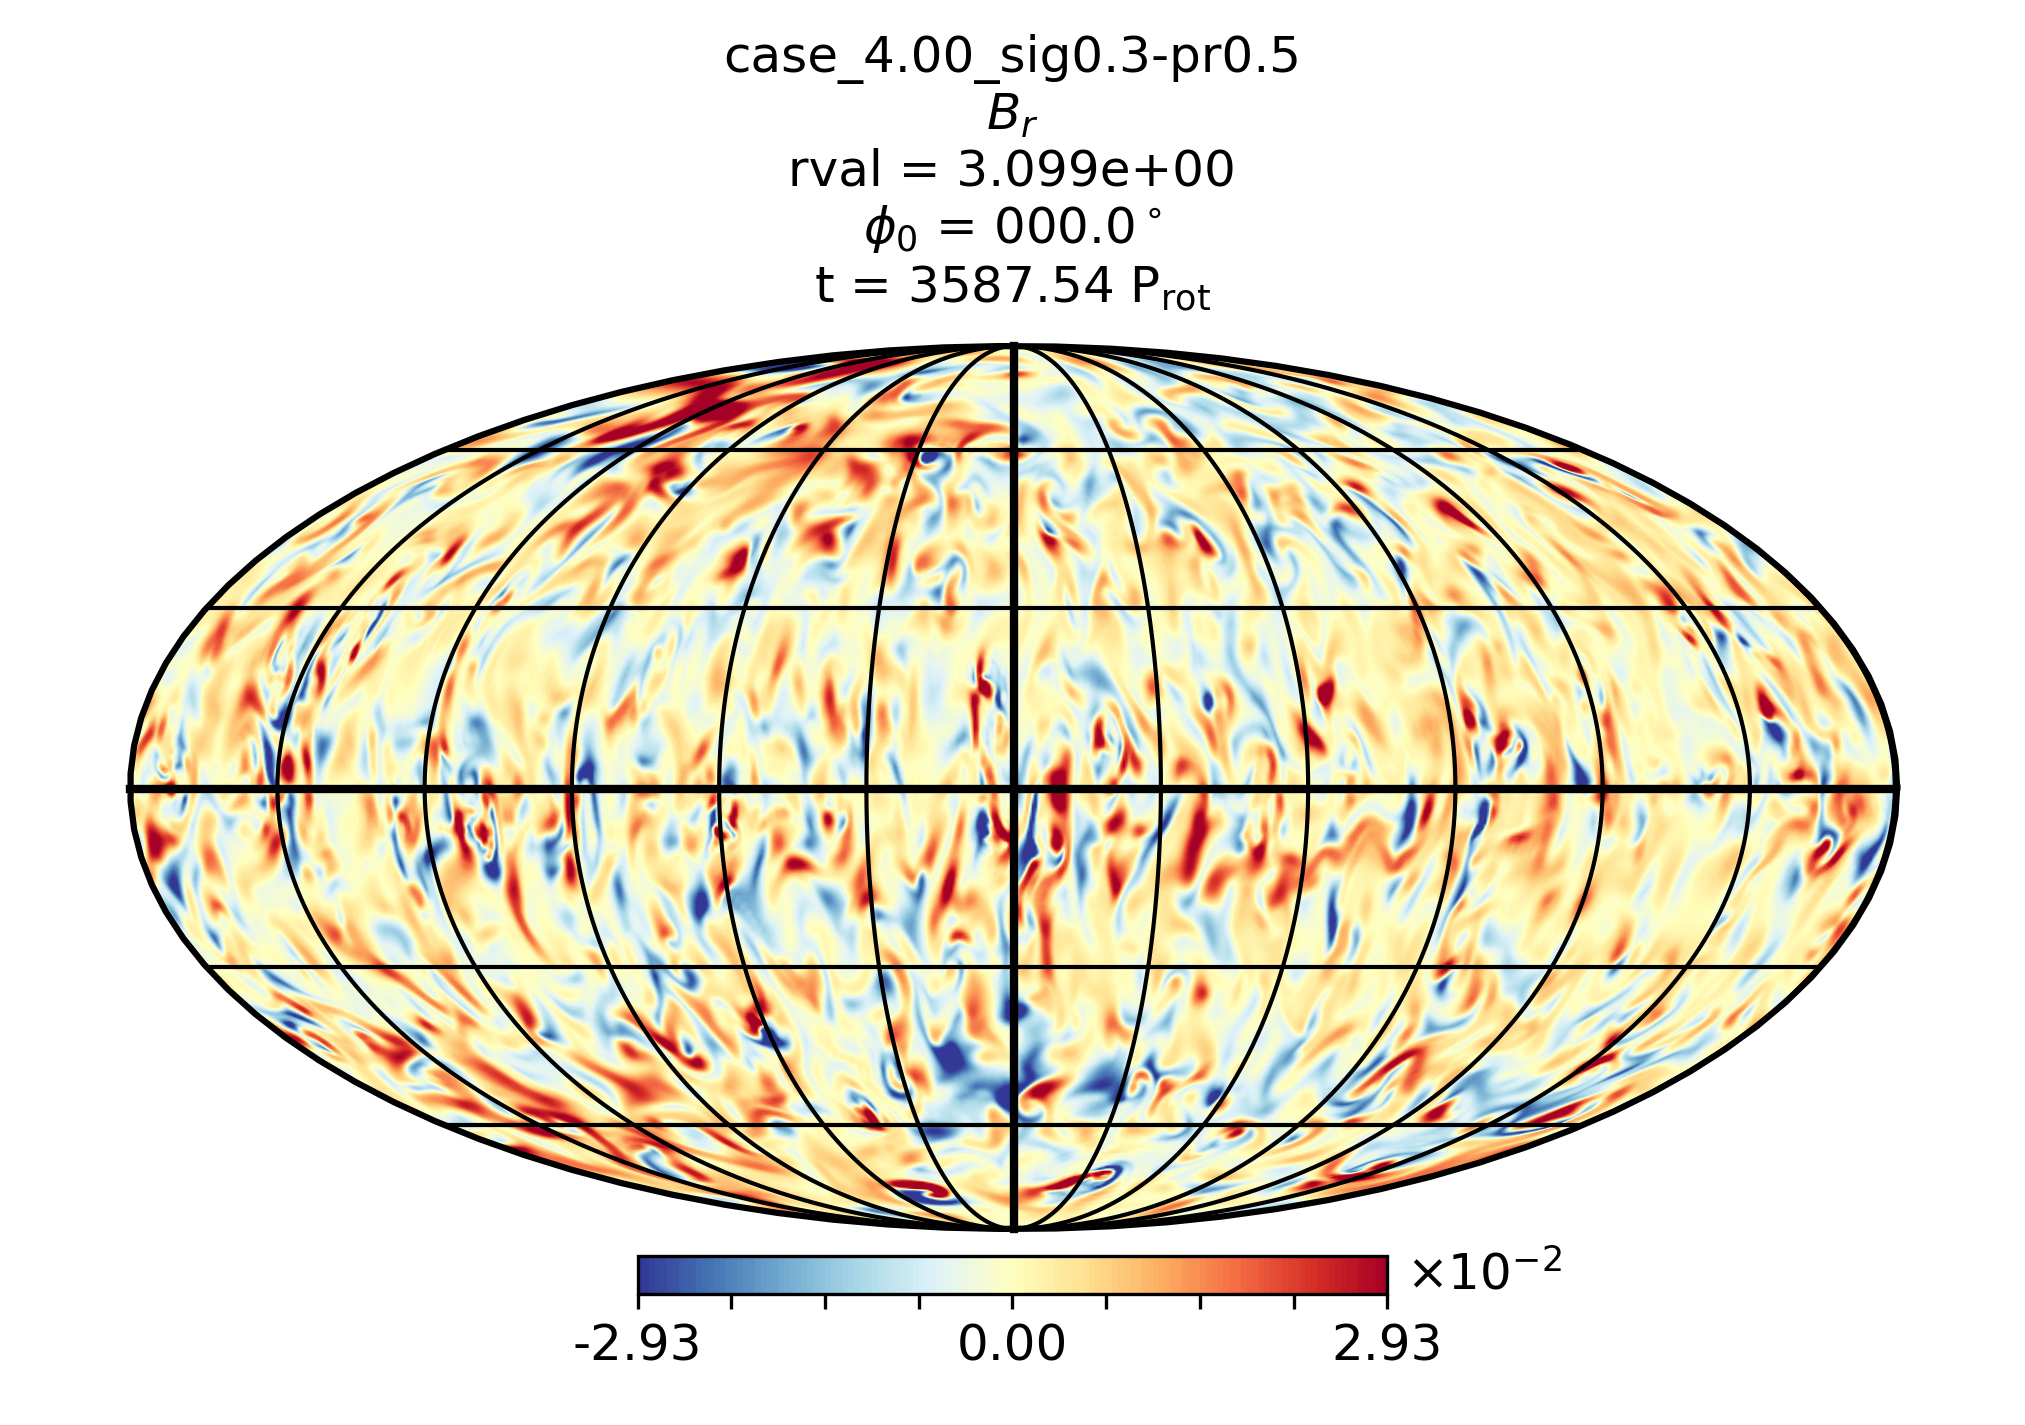 case_4.00_sig0.3-pr0.5
B_r
rval = 3.099e+00
ϕ₀ = 000.0°
t = 3587.54 P_rot
×10⁻²
-2.93 0.00 2.93